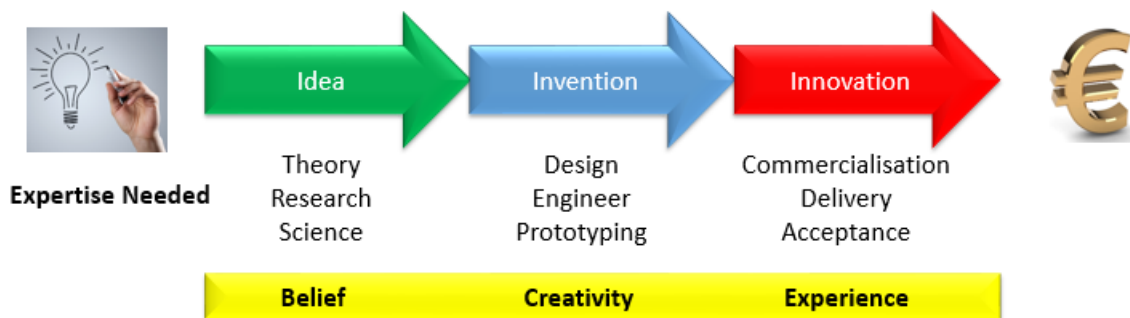 Idea
Invention
Innovation
€
Expertise Needed
Theory
Research
Science
Design
Engineer
Prototyping
Commercialisation
Delivery
Acceptance
Belief
Creativity
Experience